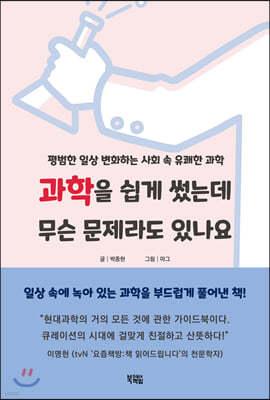 평범한 일상 변화하는 사회 속 유쾌한 과학
과학을 쉽게 썼는데
무슨 문제라도 있나요
글 | 박종현 그림 | 마그
일상 속에 녹아 있는 과학을 부드럽게 풀어낸 책!
"현대과학의 거의 모든 것에 관한 가이드북이다.
큐레이션의 시대에 걸맞게 친절하고 산뜻하다!"
이명현 (tvN '요즘책방: 책 읽어드립니다'의 천문학자)
북적임